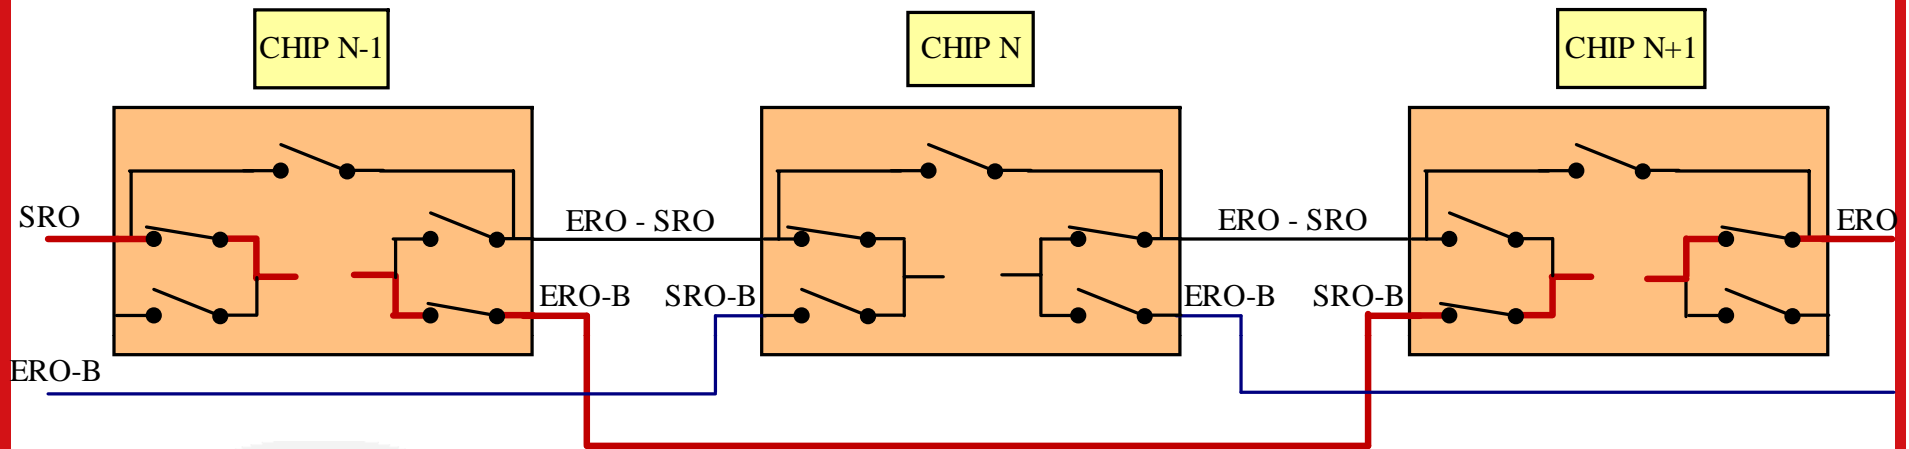 CHIP N-1
CHIP N
CHIP N+1
SRO
ERO - SRO
ERO - SRO
ERO
ERO-B
SRO-B
ERO-B
SRO-B
ERO-B